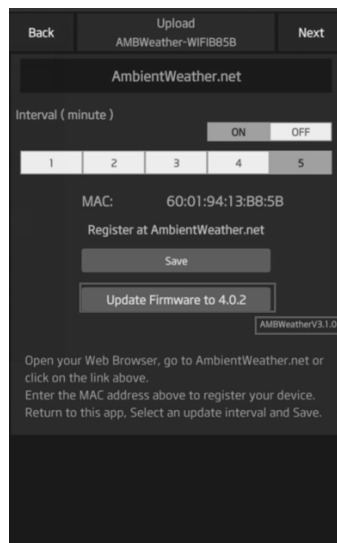 Back
Upload
AMBWeather-WIFIB85B
Next
AmbientWeather.net
Interval ( minute )
ON OFF
1 2 3 4 5
MAC: 60:01:94:13:B8:5B
Register at AmbientWeather.net
Save
Update Firmware to 4.0.2
AMBWeatherV3.1.0
Open your Web Browser, go to AmbientWeather.net or
click on the link above.
Enter the MAC address above to register your device.
Return to this app, Select an update interval and Save.